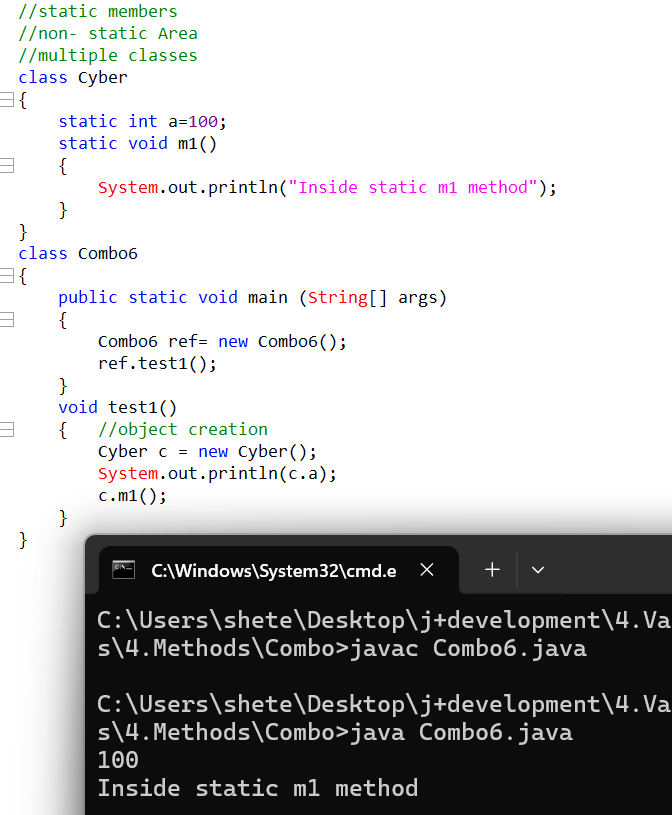 //static members
//non- static Area
//multiple classes
class Cyber
{
    static int a=100;
    static void m1()
    {
        System.out.println("Inside static m1 method");
    }
}
class Combo6
{
    public static void main (String[] args)
    {
        Combo6 ref= new Combo6();
        ref.test1();
    }
    void test1()
    {   //object creation
        Cyber c = new Cyber();
        System.out.println(c.a);
        c.m1();
    }
}
C:\Windows\System32\cmd.e
C:\Users\shete\Desktop\j+development\4.Va
s\4.Methods\Combo>javac Combo6.java
C:\Users\shete\Desktop\j+development\4.Va
s\4.Methods\Combo>java Combo6.java
100
Inside static m1 method